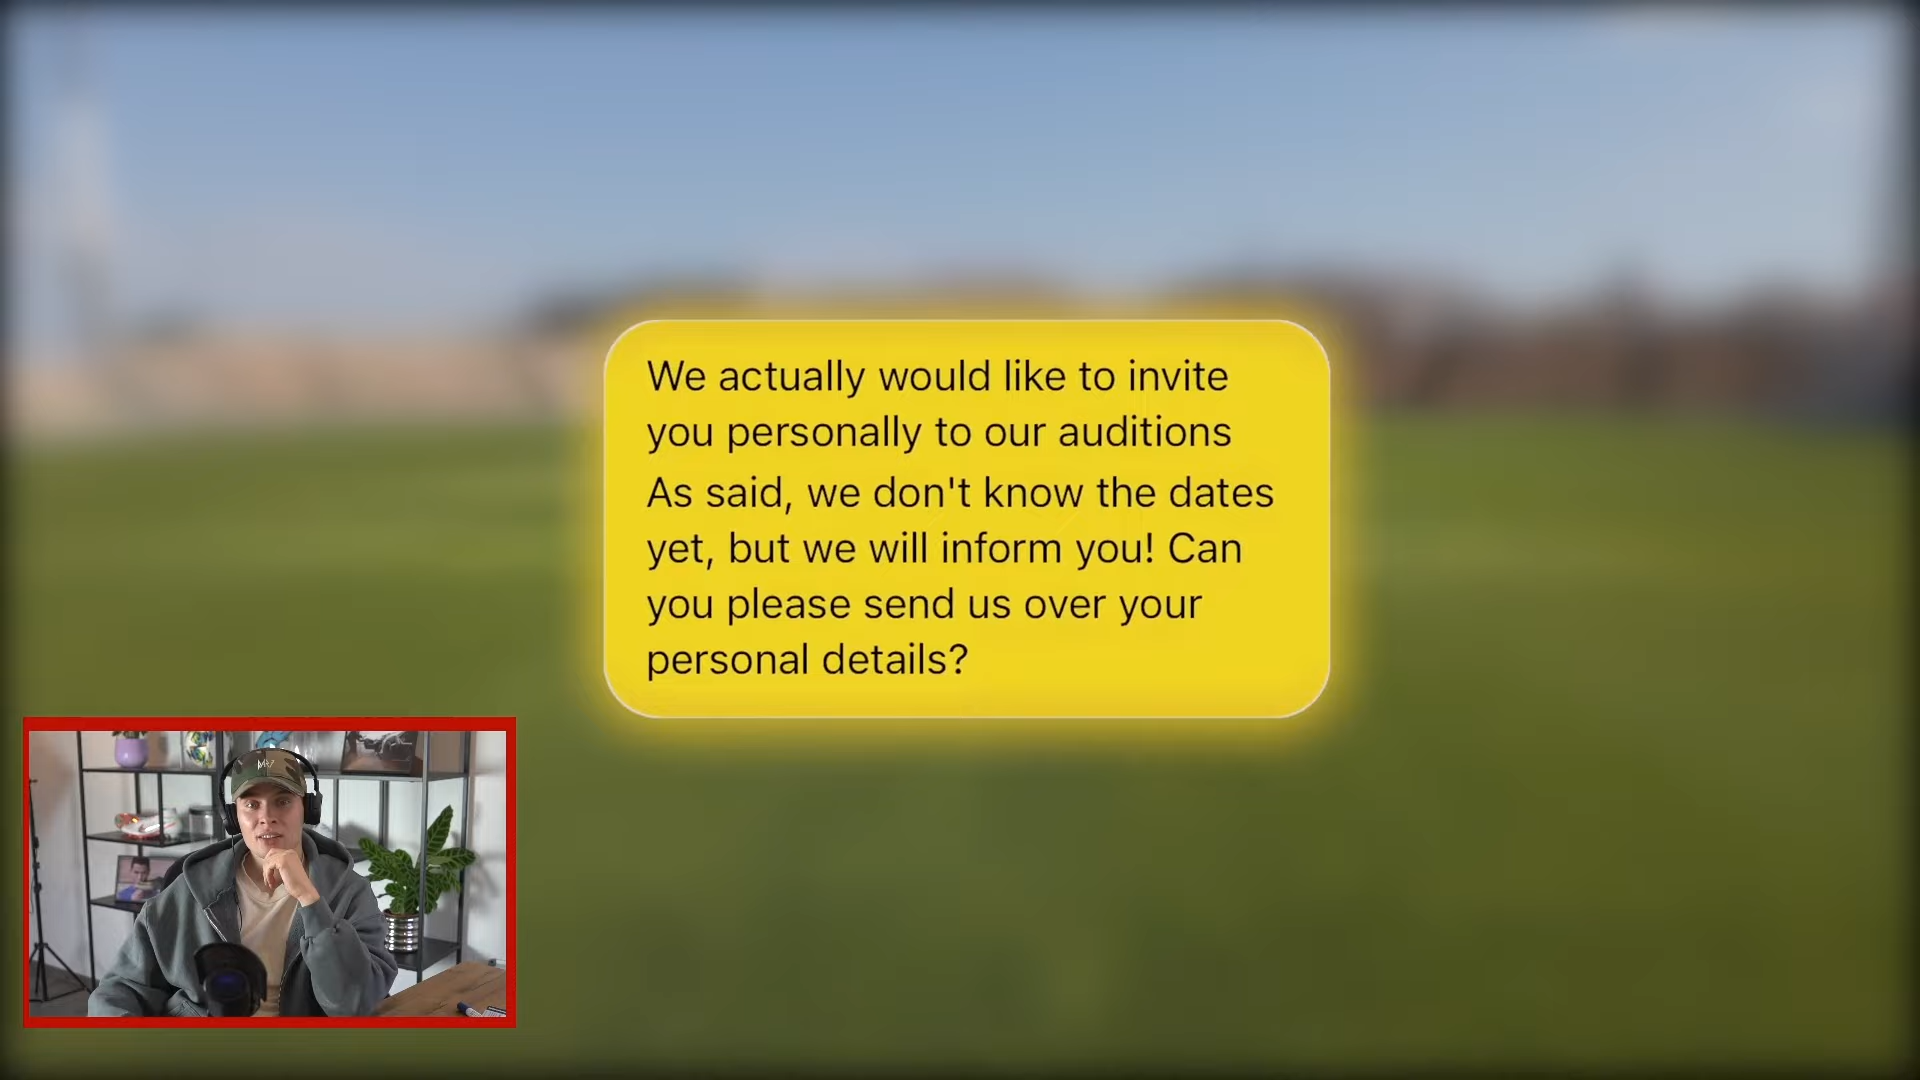 We actually would like to invite
you personally to our auditions
As said, we don't know the dates
yet, but we will inform you! Can
you please send us over your
personal details?